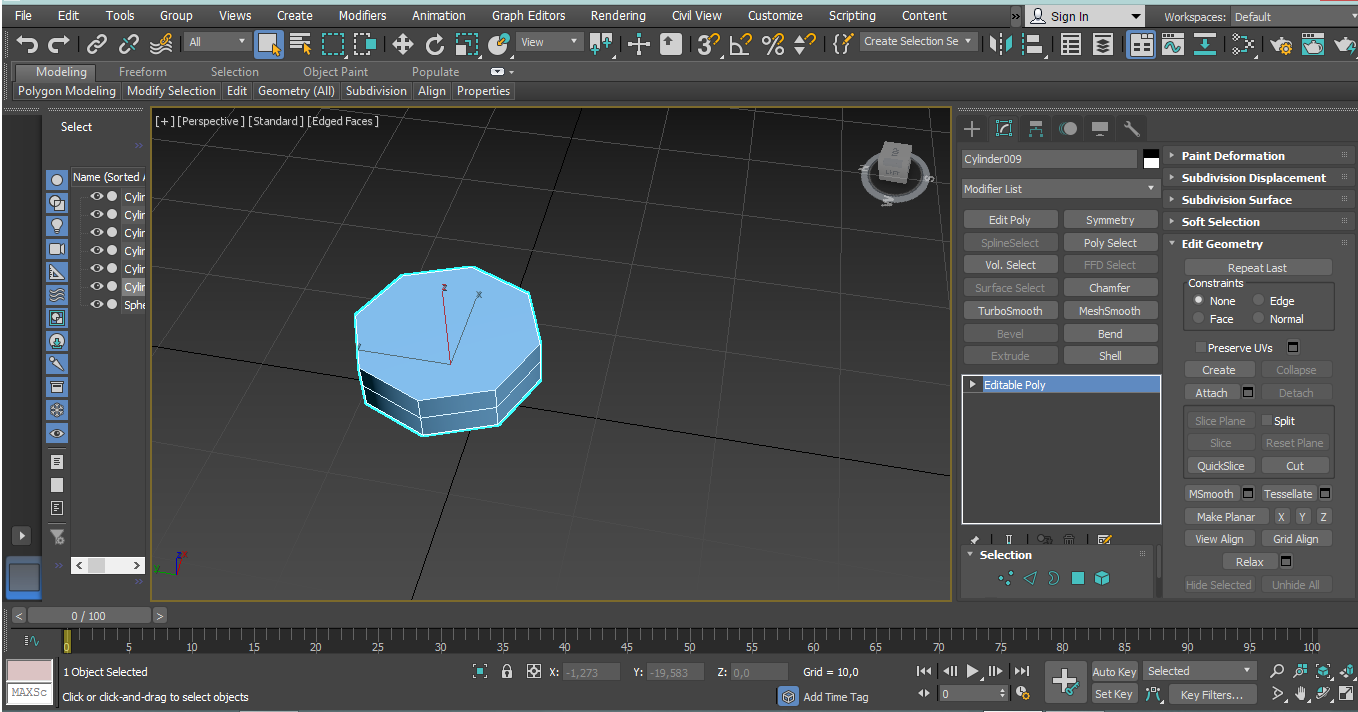 File Edit Tools Group Views Create Modifiers Animation Graph Editors Rendering Civil View Customize Scripting Content » Sign In Workspaces: Default
All View 3 Create Selection Se
Modeling Freeform Selection Object Paint Populate
Polygon Modeling Modify Selection Edit Geometry (All) Subdivision Align Properties
Select
Name (Sorted A
Cylin
Cylin
Cylin
Cylin
Cylin
Cylin
Sphe
[+] [Perspective] [Standard] [Edged Faces]
z
x
z
x
y
Cylinder009
Modifier List
Edit Poly Symmetry
SplineSelect Poly Select
Vol. Select FFD Select
Surface Select Chamfer
TurboSmooth MeshSmooth
Bevel Bend
Extrude Shell
Editable Poly
Selection
Paint Deformation
Subdivision Displacement
Subdivision Surface
Soft Selection
Edit Geometry
Repeat Last
Constraints
None Edge
Face Normal
Preserve UVs
Create Collapse
Attach Detach
Slice Plane Split
Slice Reset Plane
QuickSlice Cut
MSmooth Tessellate
Make Planar X Y Z
View Align Grid Align
Relax
Hide Selected Unhide All
< 0 / 100 >
0 5 10 15 20 25 30 35 40 45 50 55 60 65 70 75 80 85 90 95 100
1 Object Selected X: -1,273 Y: -19,583 Z: 0,0 Grid = 10,0 Auto Key Selected
MAXSc Click or click-and-drag to select objects Add Time Tag 0 Set Key Key Filters...